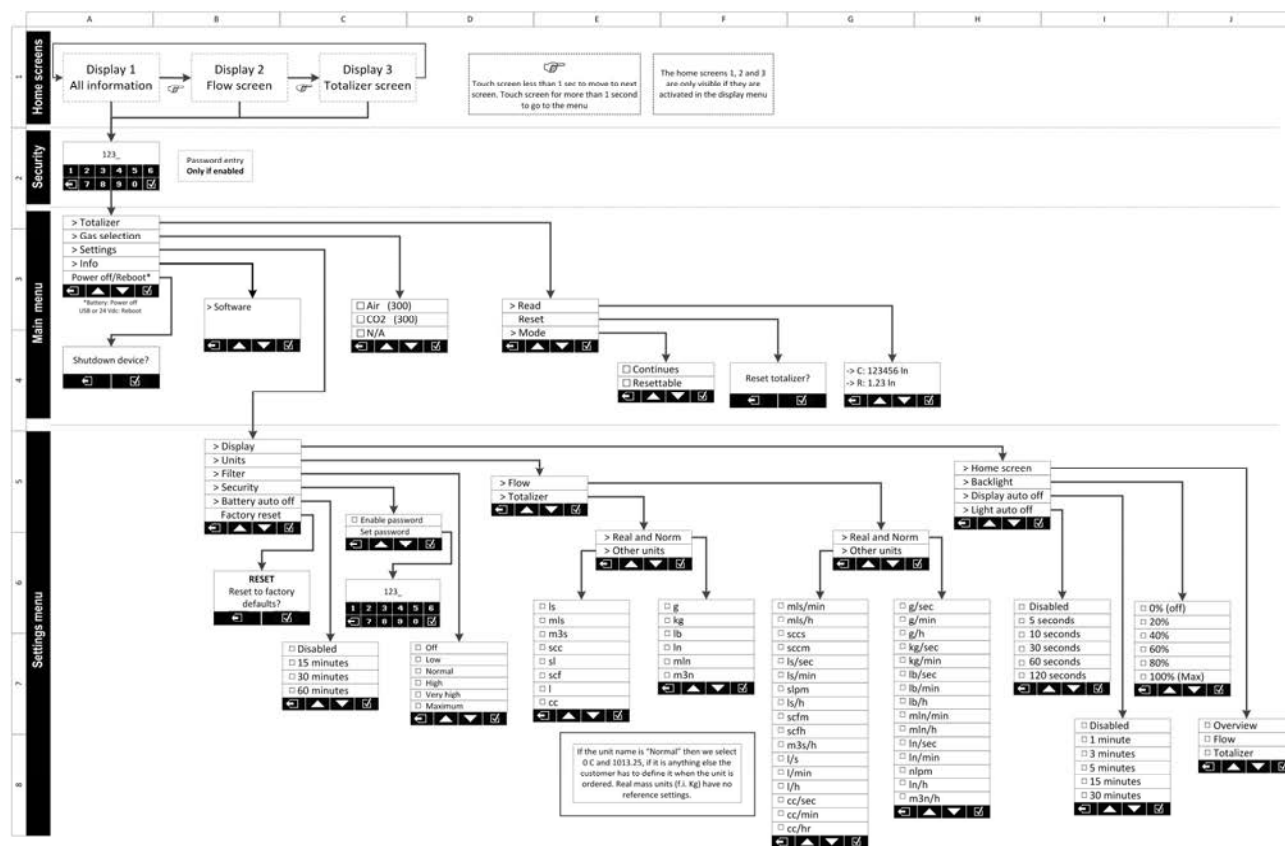 A B C D E F G H I J
Home screens
1
Display 1
All information
Display 2
Flow screen
Display 3
Totalizer screen
Touch screen less than 1 sec to move to next
screen. Touch screen for more than 1 second
to go to the menu
The home screens 1, 2 and 3
are only visible if they are
activated in the display menu
Security
2
123_
1 2 3 4 5 6
7 8 9 0
Password entry
Only if enabled
Main menu
3
4
> Totalizer
> Gas selection
> Settings
> Info
Power off/Reboot*
*Battery: Power off
USB or 24 Vdc: Reboot
Shutdown device?
> Software
Air (300)
CO2 (300)
N/A
> Read
Reset
> Mode
Continues
Resettable
Reset totalizer?
-> C: 123456 ln
-> R: 1.23 ln
Settings menu
5
6
7
8
> Display
> Units
> Filter
> Security
> Battery auto off
Factory reset
RESET
Reset to factory
defaults?
Enable password
Set password
123_
1 2 3 4 5 6
7 8 9 0
Disabled
15 minutes
30 minutes
60 minutes
Off
Low
Normal
High
Very high
Maximum
> Flow
> Totalizer
> Real and Norm
> Other units
ls
mls
m3s
scc
sl
scf
l
cc
g
kg
lb
ln
mln
m3n
If the unit name is "Normal" then we select
0 C and 1013.25, if it is anything else the
customer has to define it when the unit is
ordered. Real mass units (f.i. Kg) have no
reference settings.
> Real and Norm
> Other units
mls/min
mls/h
sccs
sccm
ls/sec
ls/min
slpm
ls/h
scfm
scfh
m3s/h
l/s
l/min
l/h
cc/sec
cc/min
cc/hr
g/sec
g/min
g/h
kg/sec
kg/min
lb/sec
lb/min
lb/h
mln/min
mln/h
ln/sec
ln/min
nlpm
ln/h
m3n/h
> Home screen
> Backlight
> Display auto off
> Light auto off
Disabled
5 seconds
10 seconds
30 seconds
60 seconds
120 seconds
0% (off)
20%
40%
60%
80%
100% (Max)
Disabled
1 minute
3 minutes
5 minutes
15 minutes
30 minutes
Overview
Flow
Totalizer